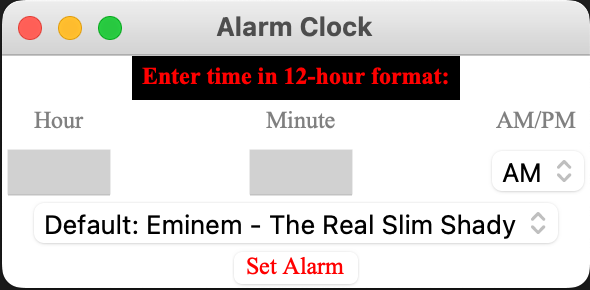 Alarm Clock
Enter time in 12-hour format:
Hour Minute AM/PM
AM
Default: Eminem - The Real Slim Shady
Set Alarm